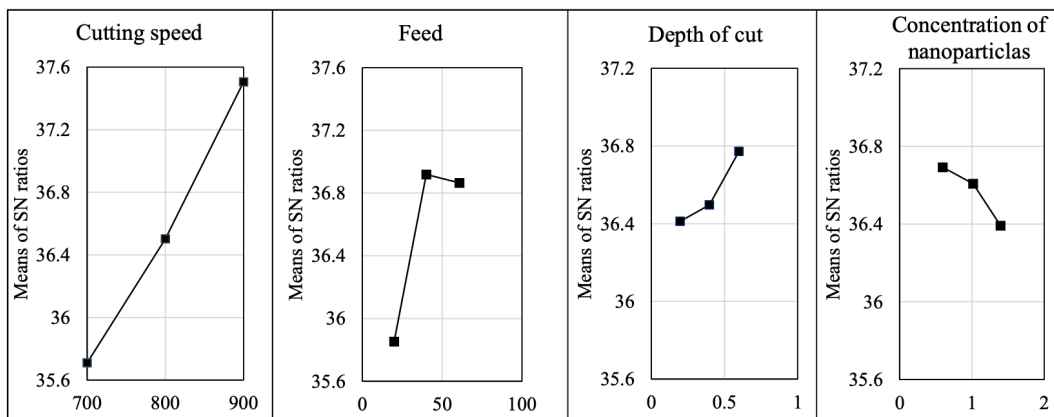 Cutting speed
Means of SN ratios
37.6
37.2
36.8
36.4
36
35.6
700 800 900
Feed
Means of SN ratios
37.6
37.2
36.8
36.4
36
35.6
0 50 100
Depth of cut
Means of SN ratios
37.2
36.8
36.4
36
35.6
0 0.5 1
Concentration of
nanoparticlas
Means of SN ratios
37.2
36.8
36.4
36
35.6
0 1 2